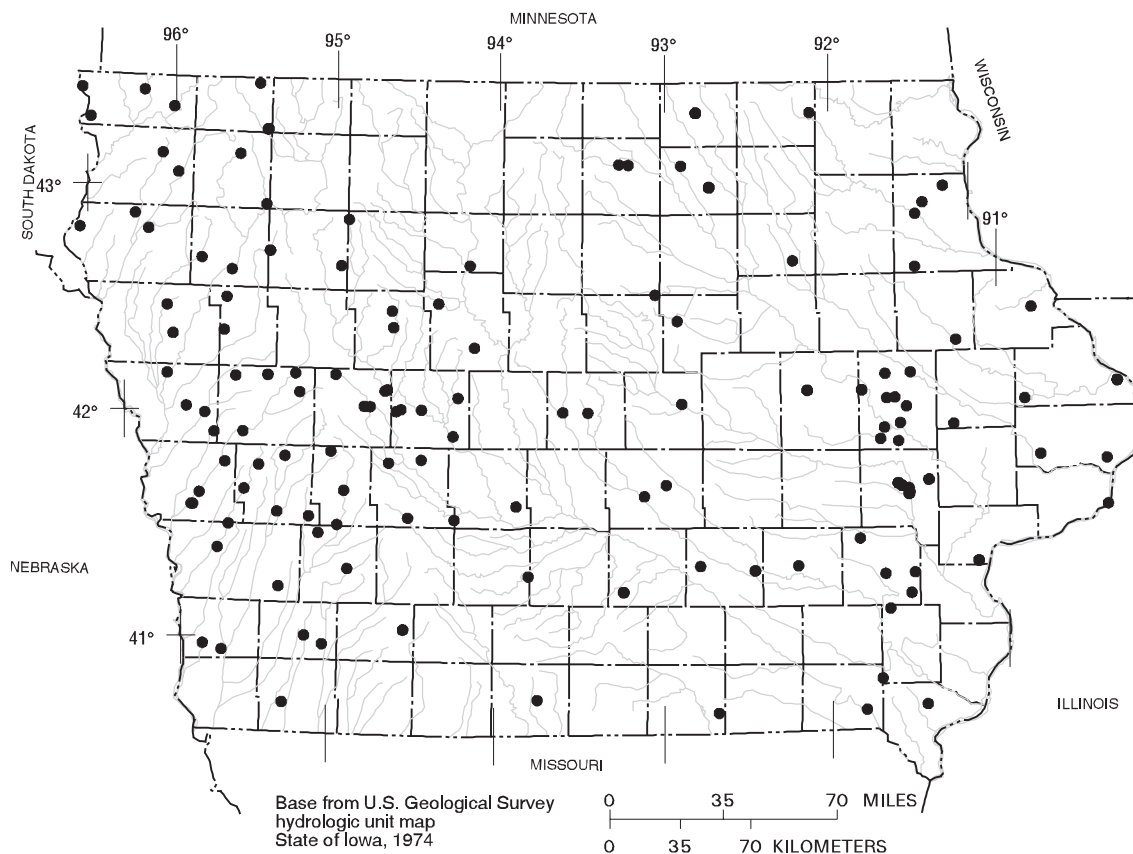 MINNESOTA
96°
95°
94°
93°
92°
WISCONSIN
SOUTH DAKOTA
43°
91°
42°
NEBRASKA
41°
ILLINOIS
MISSOURI
Base from U.S. Geological Survey
hydrologic unit map
State of Iowa, 1974
0 35 70 MILES
0 35 70 KILOMETERS